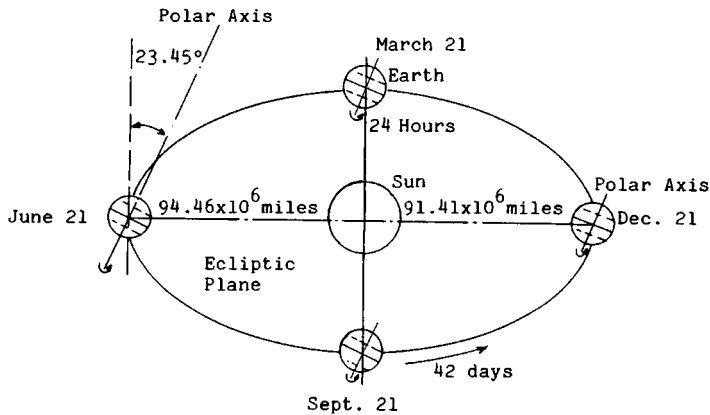 Polar Axis
23.45°
March 21
Earth
24 Hours
Sun
94.46x10⁶miles
91.41x10⁶miles
Polar Axis
June 21
Dec. 21
Ecliptic
Plane
42 days
Sept. 21